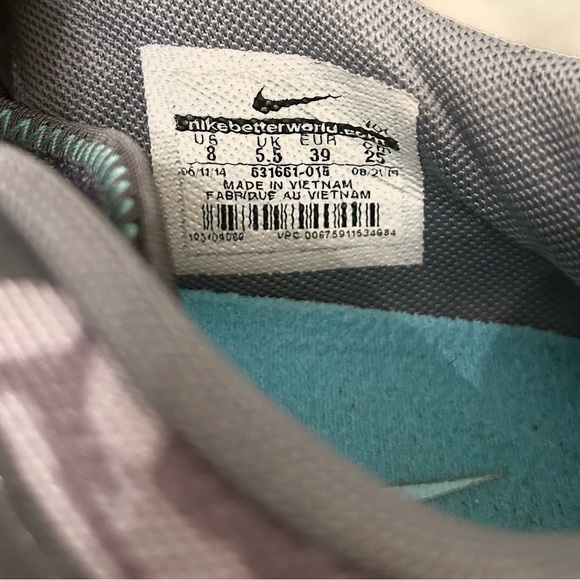 nikebetterworld.com
US UK EUR cm
8 5.5 39 25
06/11/14 631661-015 08/21/14
MADE IN VIETNAM
FABRIQUE AU VIETNAM
UPC 00675911534984